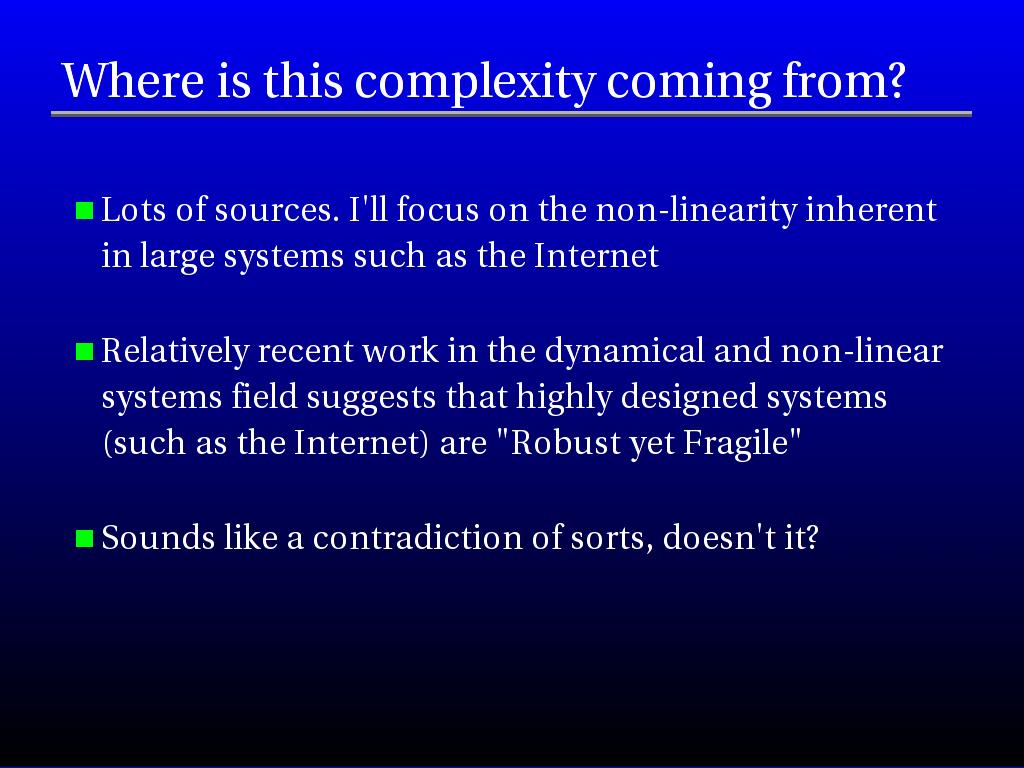 Where is this complexity coming from?
Lots of sources. I'll focus on the non-linearity inherent
in large systems such as the Internet
Relatively recent work in the dynamical and non-linear
systems field suggests that highly designed systems
(such as the Internet) are "Robust yet Fragile"
Sounds like a contradiction of sorts, doesn't it?